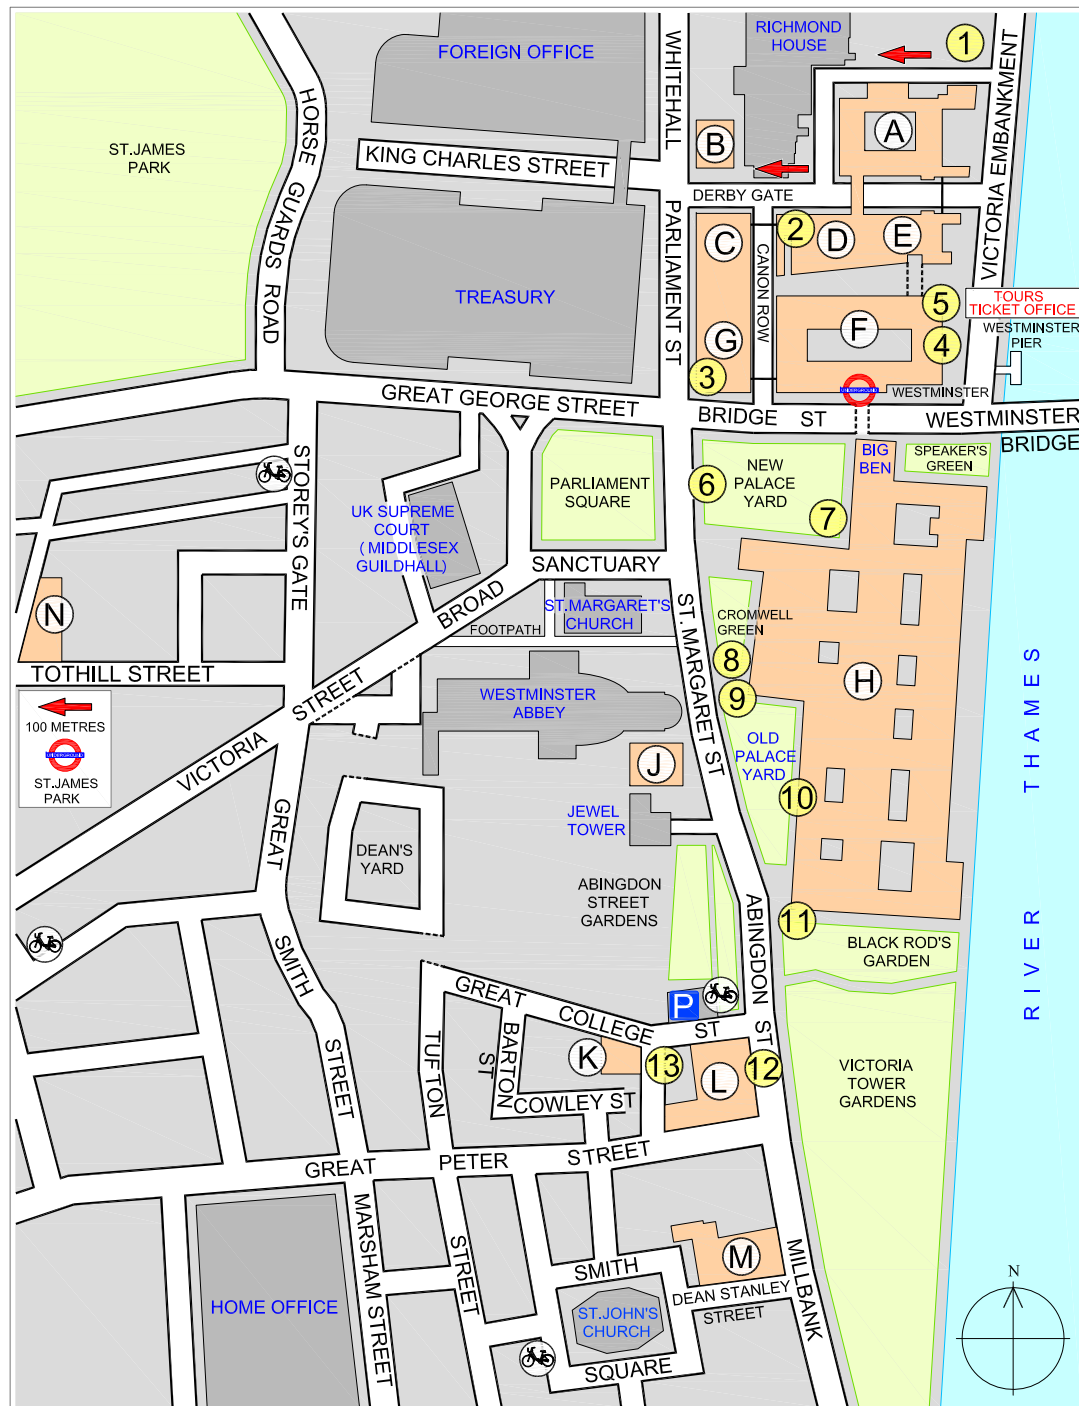 RICHMOND
HOUSE
1
FOREIGN OFFICE
WHITEHALL
VICTORIA EMBANKMENT
HORSE GUARDS ROAD
ST.JAMES
PARK
KING CHARLES STREET
A
B
DERBY GATE
PARLIAMENT ST
C
2
D
E
CANON ROW
TREASURY
5
TOURS
TICKET OFFICE
F
4
WESTMINSTER
PIER
G
3
WESTMINSTER
GREAT GEORGE STREET
BRIDGE ST
WESTMINSTER
BRIDGE
STOREY'S GATE
BIG
BEN
SPEAKER'S
GREEN
NEW
PALACE
YARD
6
7
PARLIAMENT
SQUARE
UK SUPREME
COURT
( MIDDLESEX
GUILDHALL)
SANCTUARY
BROAD
ST.MARGARET'S
CHURCH
FOOTPATH
ST. MARGARET ST
CROMWELL
GREEN
N
8
9
H
TOTHILL STREET
WESTMINSTER
ABBEY
VICTORIA STREET
100 METRES
ST.JAMES
PARK
OLD
PALACE
YARD
J
10
JEWEL
TOWER
RIVER THAMES
GREAT
SMITH
STREET
DEAN'S
YARD
ABINGDON
STREET
GARDENS
ABINGDON ST
11
BLACK ROD'S
GARDEN
GREAT
COLLEGE
ST
P
BARTON
ST
TUFTON
STREET
K
13
L
12
COWLEY ST
VICTORIA
TOWER
GARDENS
GREAT PETER STREET
MARSHAM STREET
M
MILLBANK
SMITH
SQUARE
DEAN STANLEY
STREET
HOME OFFICE
ST.JOHN'S
CHURCH
N